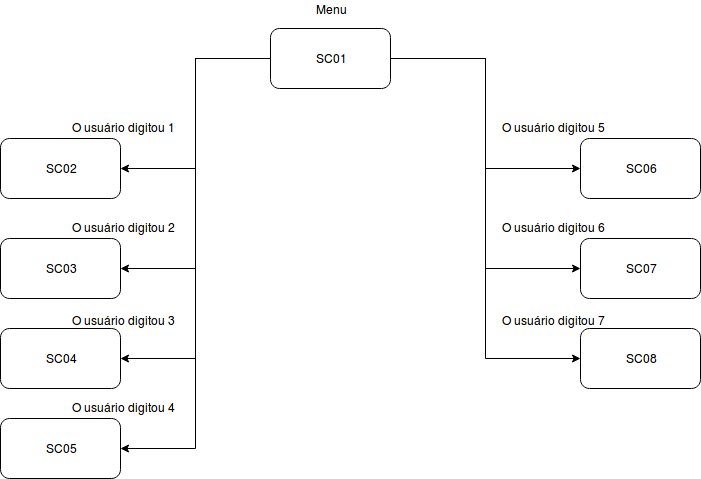 Menu
SC01
O usuário digitou 1
SC02
O usuário digitou 2
SC03
O usuário digitou 3
SC04
O usuário digitou 4
SC05
O usuário digitou 5
SC06
O usuário digitou 6
SC07
O usuário digitou 7
SC08